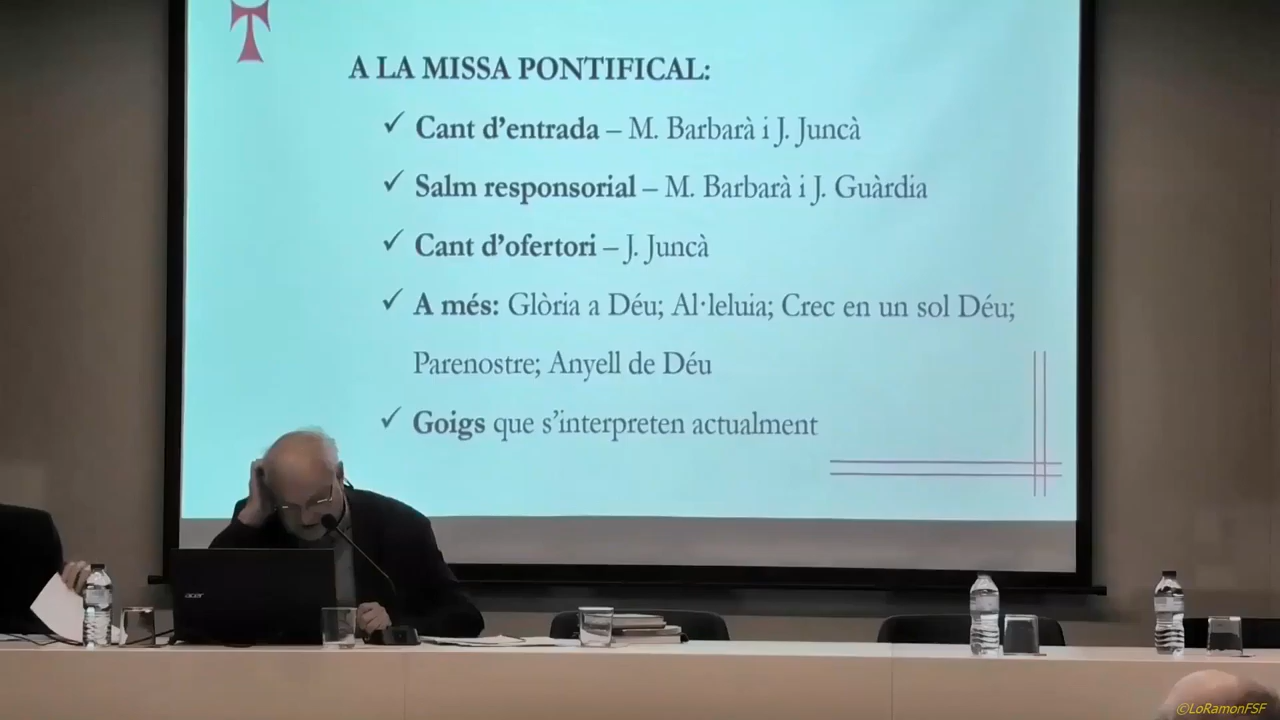 A LA MISSA PONTIFICAL:
✓ Cant d'entrada – M. Barbarà i J. Juncà
✓ Salm responsorial – M. Barbarà i J. Guàrdia
✓ Cant d'ofertori – J. Juncà
✓ A més: Glòria a Déu; Al·leluia; Crec en un sol Déu;
Parenostre; Anyell de Déu
✓ Goigs que s'interpreten actualment
acer
©LoRamonFSF